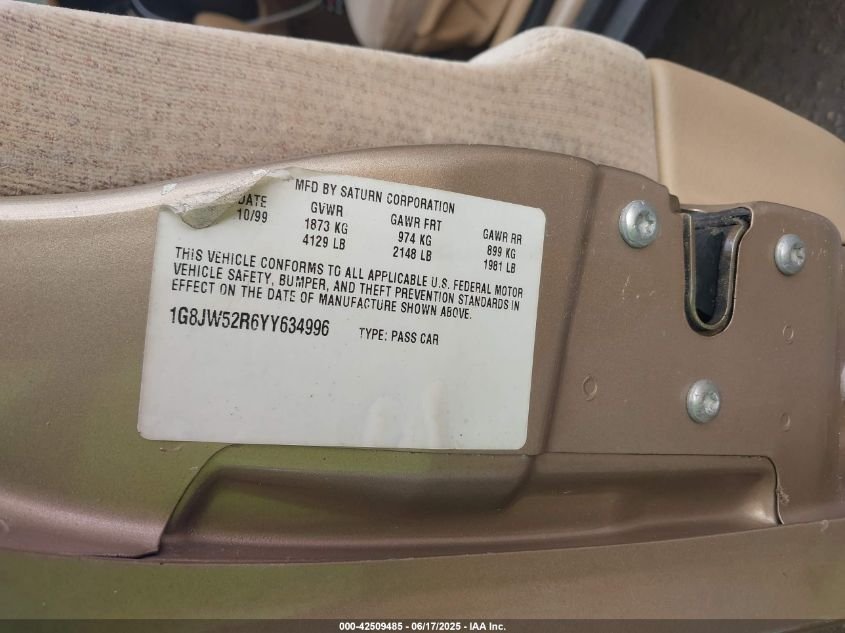 MFD BY SATURN CORPORATION
DATE GVWR GAWR FRT GAWR RR
10/99 1873 KG 974 KG 899 KG
4129 LB 2148 LB 1981 LB
THIS VEHICLE CONFORMS TO ALL APPLICABLE U.S. FEDERAL MOTOR
VEHICLE SAFETY, BUMPER, AND THEFT PREVENTION STANDARDS IN
EFFECT ON THE DATE OF MANUFACTURE SHOWN ABOVE.
1G8JW52R6YY634996 TYPE: PASS CAR
000-42509485 - 06/17/2025 - IAA Inc.